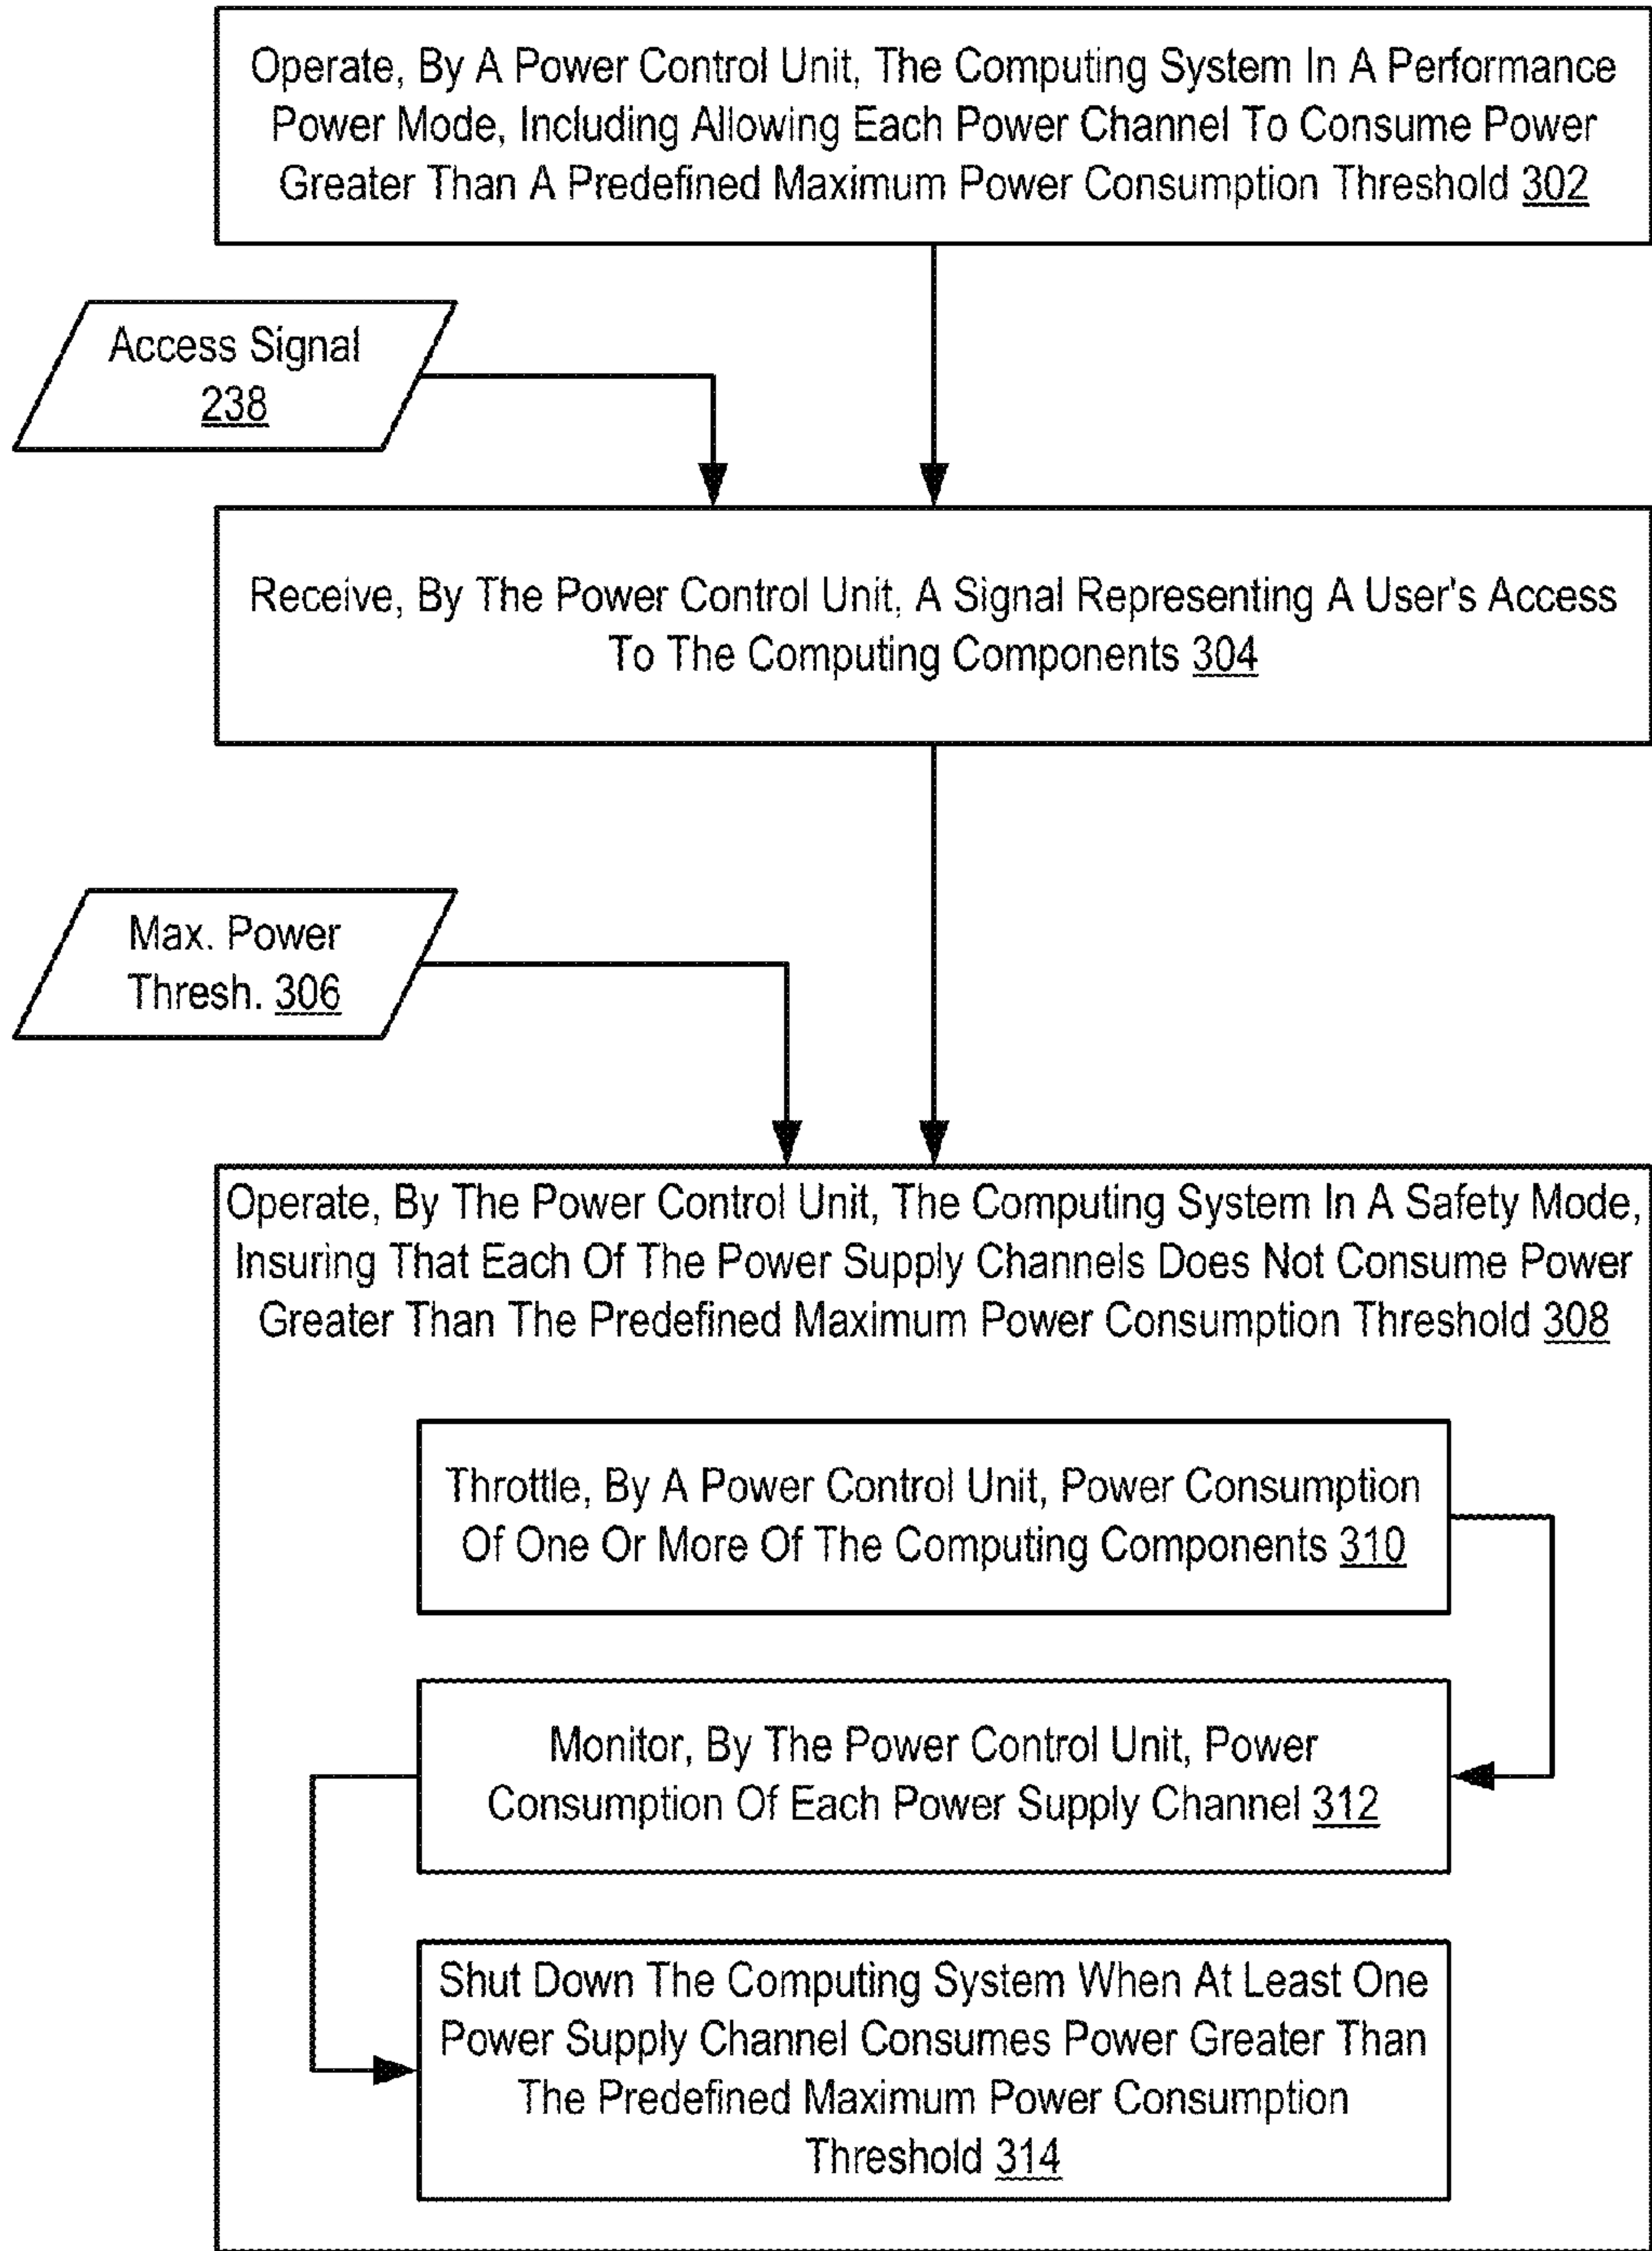 Operate, By A Power Control Unit, The Computing System In A Performance
Power Mode, Including Allowing Each Power Channel To Consume Power
Greater Than A Predefined Maximum Power Consumption Threshold 302
Access Signal
238
Receive, By The Power Control Unit, A Signal Representing A User's Access
To The Computing Components 304
Max. Power
Thresh. 306
Operate, By The Power Control Unit, The Computing System In A Safety Mode,
Insuring That Each Of The Power Supply Channels Does Not Consume Power
Greater Than The Predefined Maximum Power Consumption Threshold 308
Throttle, By A Power Control Unit, Power Consumption
Of One Or More Of The Computing Components 310
Monitor, By The Power Control Unit, Power
Consumption Of Each Power Supply Channel 312
Shut Down The Computing System When At Least One
Power Supply Channel Consumes Power Greater Than
The Predefined Maximum Power Consumption
Threshold 314